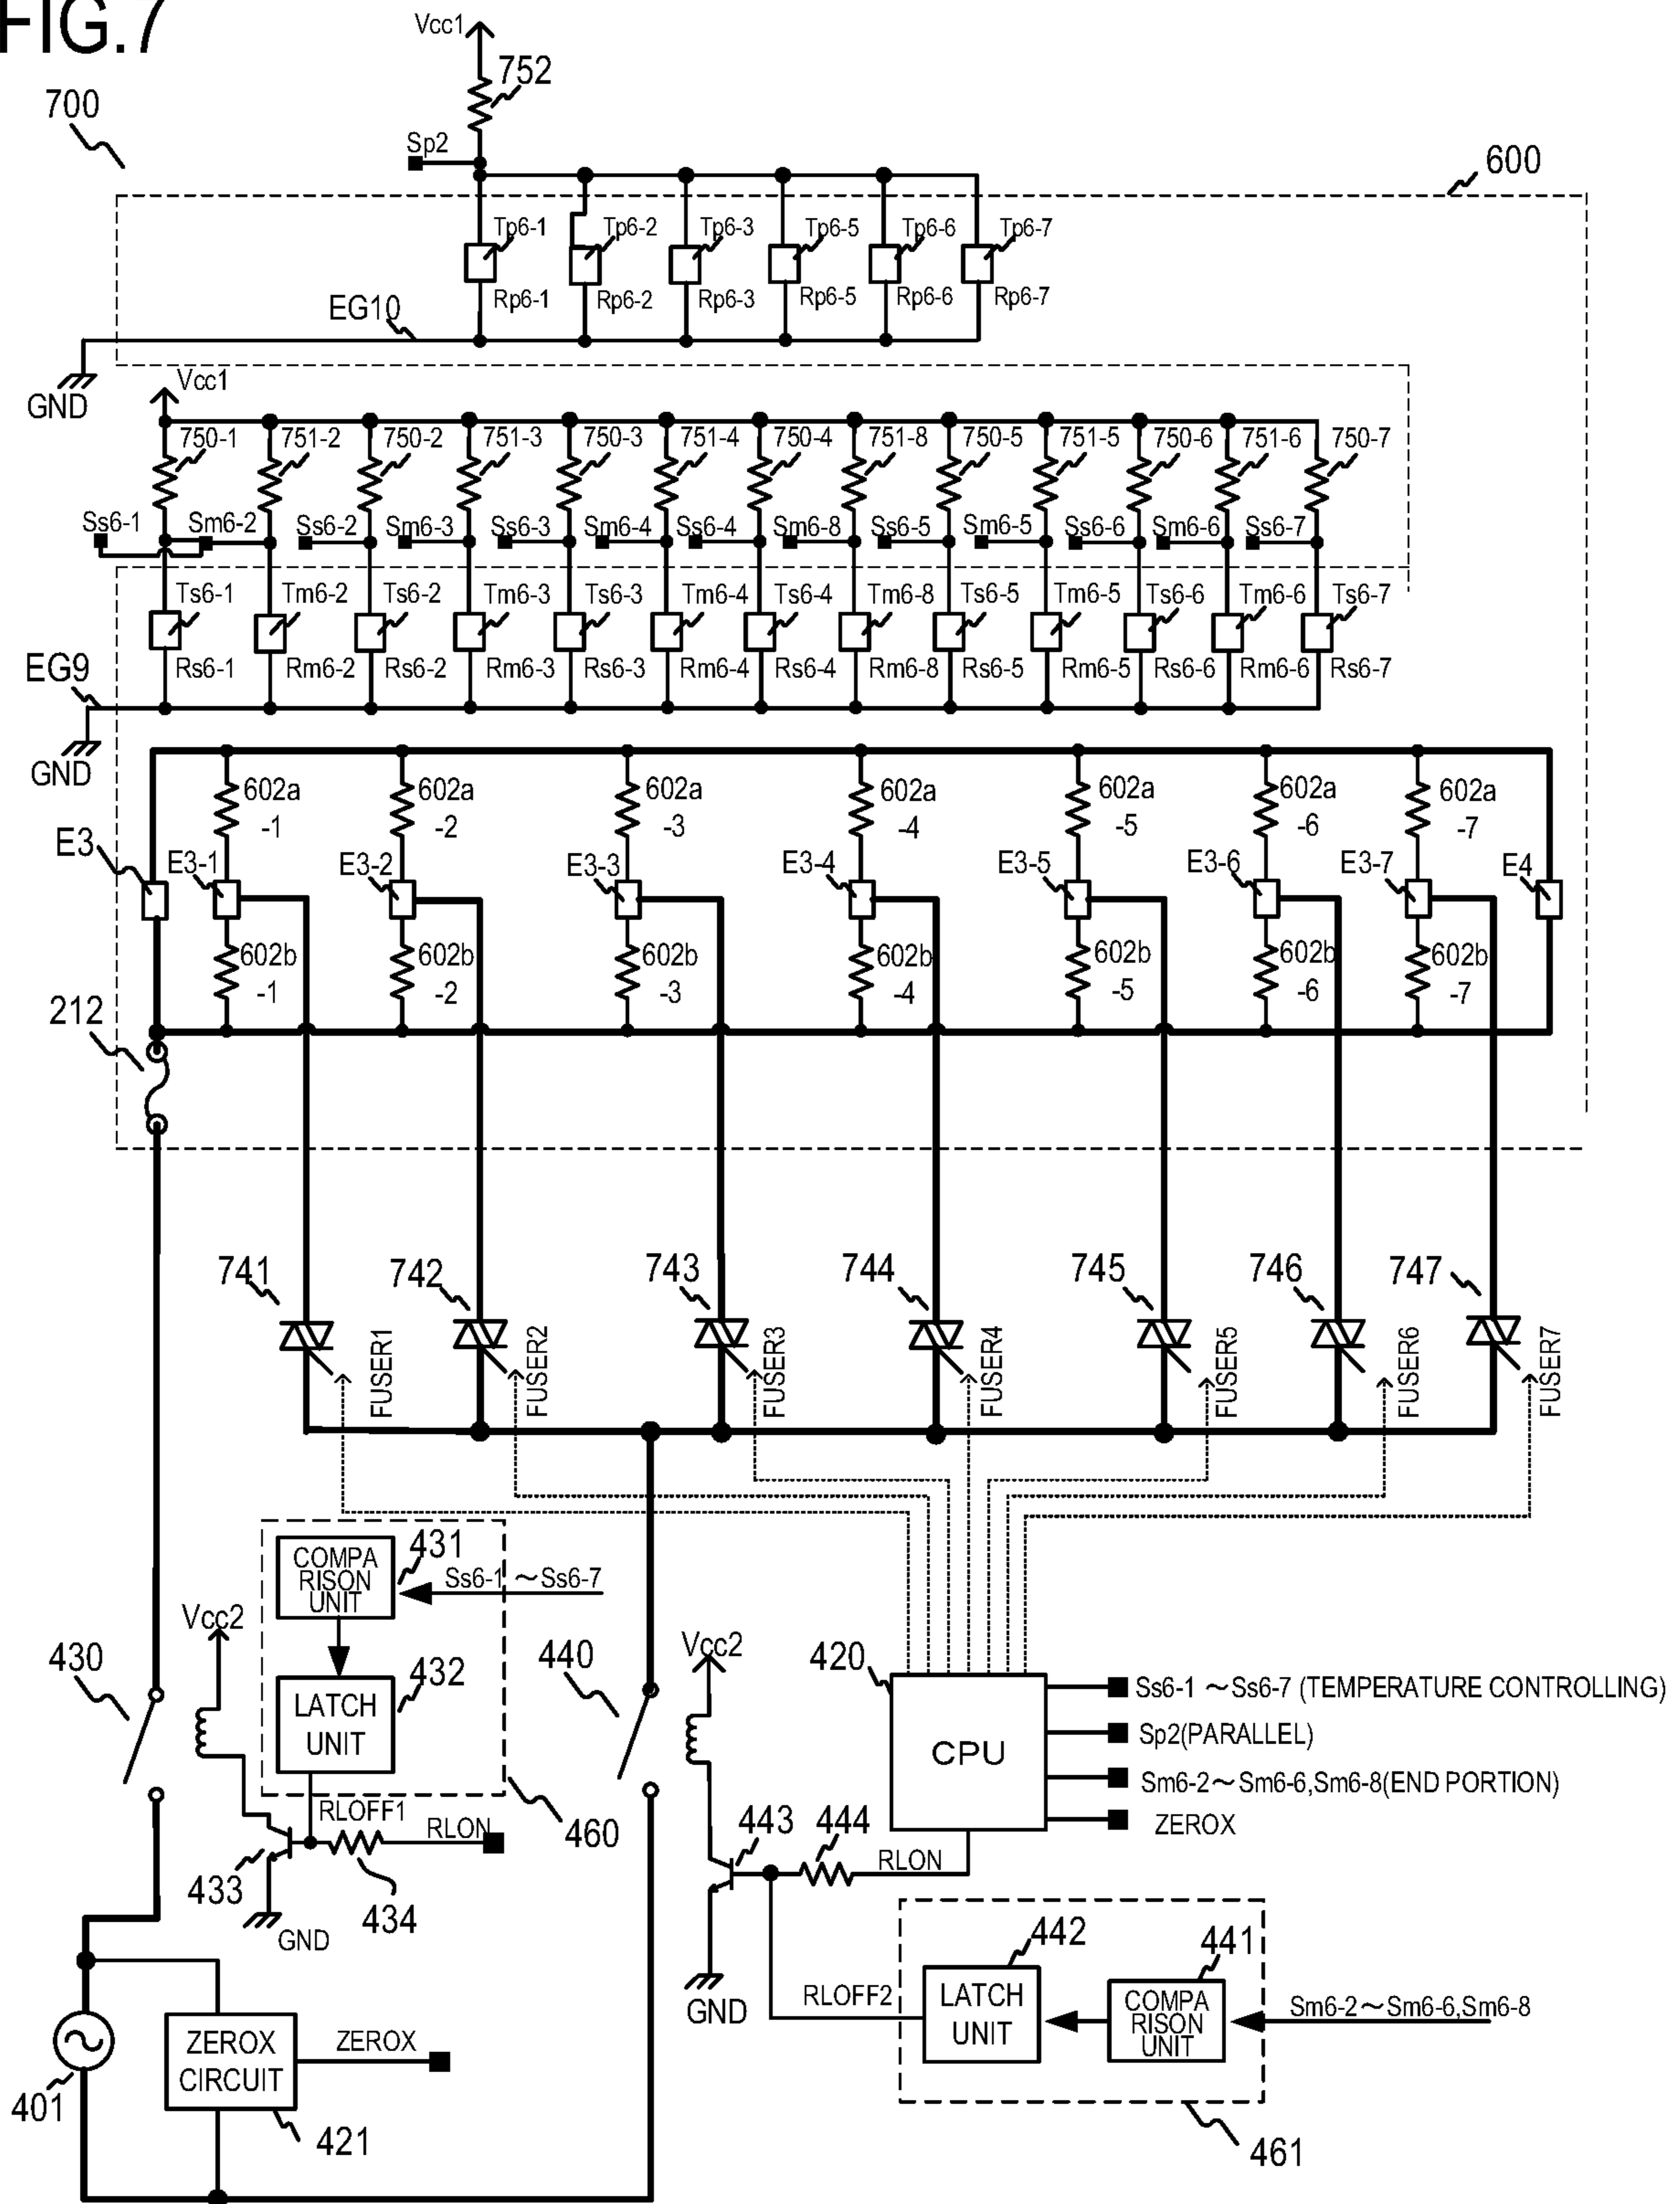 FIG.7
Vcc1
752
700
Sp2
600
Tp6-1 Tp6-2 Tp6-3 Tp6-5 Tp6-6 Tp6-7
Rp6-1 Rp6-2 Rp6-3 Rp6-5 Rp6-6 Rp6-7
EG10
GND
Vcc1
750-1 751-2 750-2 751-3 750-3 751-4 750-4 751-8 750-5 751-5 750-6 751-6 750-7
Ss6-1 Sm6-2 Ss6-2 Sm6-3 Ss6-3 Sm6-4 Ss6-4 Sm6-8 Ss6-5 Sm6-5 Ss6-6 Sm6-6 Ss6-7
Ts6-1 Tm6-2 Ts6-2 Tm6-3 Ts6-3 Tm6-4 Ts6-4 Tm6-8 Ts6-5 Tm6-5 Ts6-6 Tm6-6 Ts6-7
Rs6-1 Rm6-2 Rs6-2 Rm6-3 Rs6-3 Rm6-4 Rs6-4 Rm6-8 Rs6-5 Rm6-5 Rs6-6 Rm6-6 Rs6-7
EG9
GND
602a 602a 602a 602a 602a 602a 602a
-1 -2 -3 -4 -5 -6 -7
E3 E3-1 E3-2 E3-3 E3-4 E3-5 E3-6 E3-7 E4
602b 602b 602b 602b 602b 602b 602b
-1 -2 -3 -4 -5 -6 -7
212
741 742 743 744 745 746 747
FUSER1 FUSER2 FUSER3 FUSER4 FUSER5 FUSER6 FUSER7
COMPA
RISON
UNIT
431
Ss6-1 ~Ss6-7
Vcc2
430
432
LATCH
UNIT
440
Vcc2
420
CPU
Ss6-1 ~Ss6-7 (TEMPERATURE CONTROLLING)
Sp2(PARALLEL)
Sm6-2~Sm6-6,Sm6-8(END PORTION)
ZEROX
RLOFF1
RLON
460
433
434
GND
443 444
RLON
442
441
RLOFF2
LATCH
UNIT
COMPA
RISON
UNIT
Sm6-2~Sm6-6,Sm6-8
GND
461
ZEROX
CIRCUIT
ZEROX
401
421